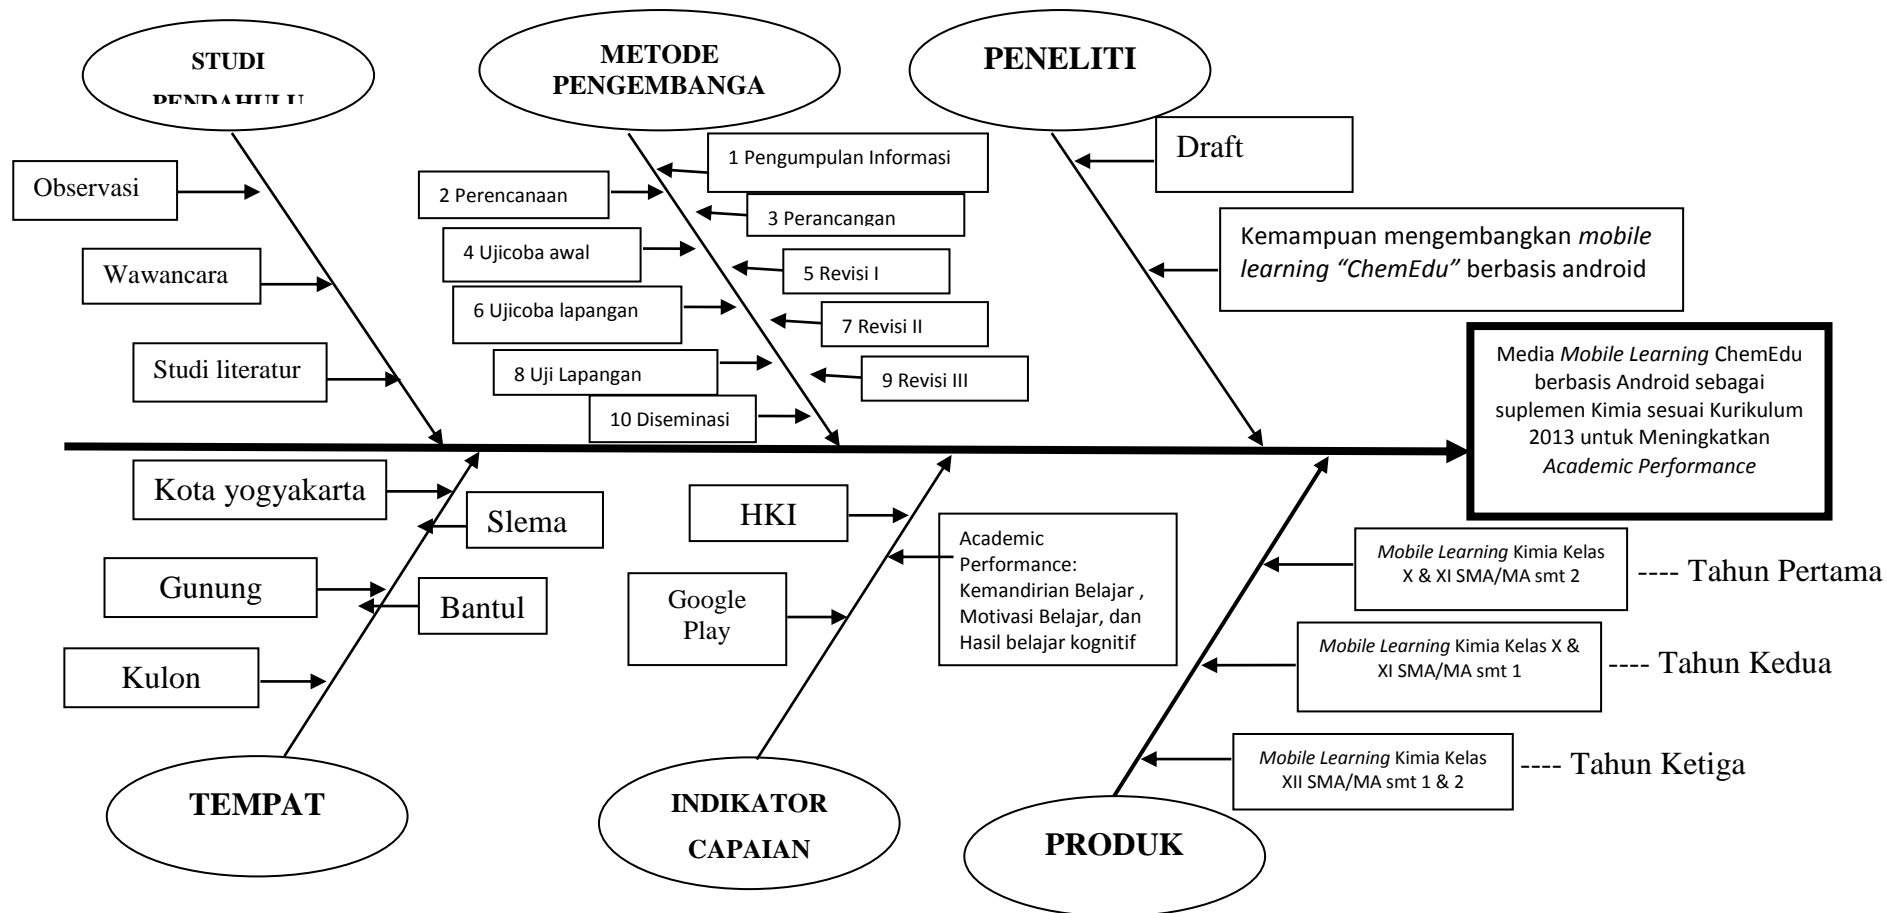 STUDI
PENDAHULU
METODE
PENGEMBANGA
PENELITI
Observasi
Wawancara
Studi literatur
1 Pengumpulan Informasi
2 Perencanaan
3 Perancangan
4 Ujicoba awal
5 Revisi I
6 Ujicoba lapangan
7 Revisi II
8 Uji Lapangan
9 Revisi III
10 Diseminasi
Draft
Kemampuan mengembangkan mobile
learning “ChemEdu” berbasis android
Media Mobile Learning ChemEdu
berbasis Android sebagai
suplemen Kimia sesuai Kurikulum
2013 untuk Meningkatkan
Academic Performance
Kota yogyakarta
Slema
Gunung
Bantul
Kulon
TEMPAT
HKI
Google
Play
Academic
Performance:
Kemandirian Belajar ,
Motivasi Belajar, dan
Hasil belajar kognitif
INDIKATOR
CAPAIAN
Mobile Learning Kimia Kelas
X & XI SMA/MA smt 2
---- Tahun Pertama
Mobile Learning Kimia Kelas X &
XI SMA/MA smt 1
---- Tahun Kedua
Mobile Learning Kimia Kelas
XII SMA/MA smt 1 & 2
---- Tahun Ketiga
PRODUK